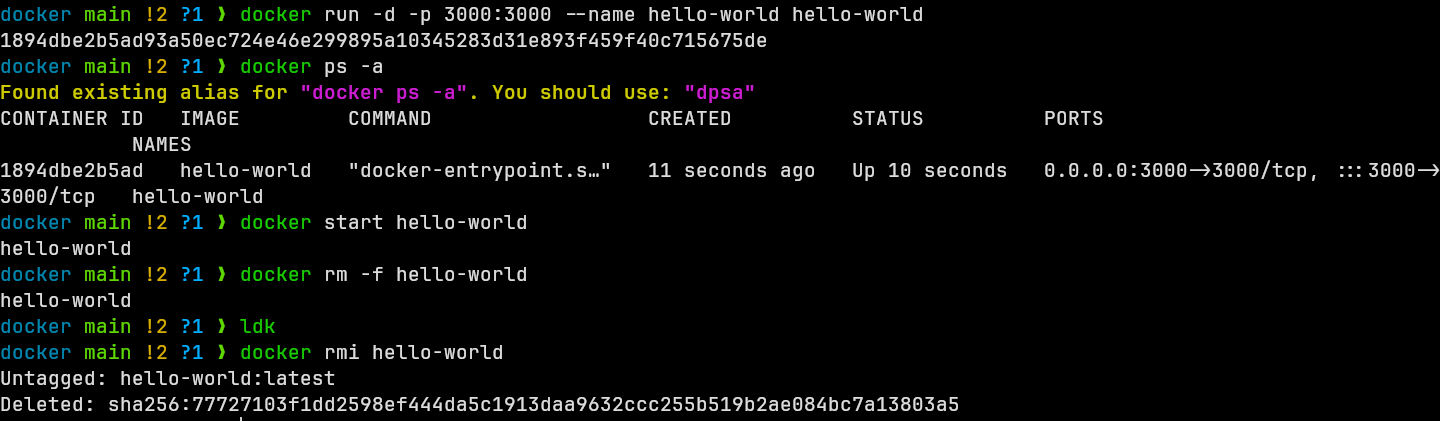 docker main !2 ?1 ❯ docker run -d -p 3000:3000 --name hello-world hello-world
1894dbe2b5ad93a50ec724e46e299895a10345283d31e893f459f40c715675de
docker main !2 ?1 ❯ docker ps -a
Found existing alias for "docker ps -a". You should use: "dpsa"
CONTAINER ID   IMAGE         COMMAND                  CREATED          STATUS          PORTS
           NAMES
1894dbe2b5ad   hello-world   "docker-entrypoint.s…"   11 seconds ago   Up 10 seconds   0.0.0.0:3000->3000/tcp, :::3000->
3000/tcp   hello-world
docker main !2 ?1 ❯ docker start hello-world
hello-world
docker main !2 ?1 ❯ docker rm -f hello-world
hello-world
docker main !2 ?1 ❯ ldk
docker main !2 ?1 ❯ docker rmi hello-world
Untagged: hello-world:latest
Deleted: sha256:77727103f1dd2598ef444da5c1913daa9632ccc255b519b2ae084bc7a13803a5